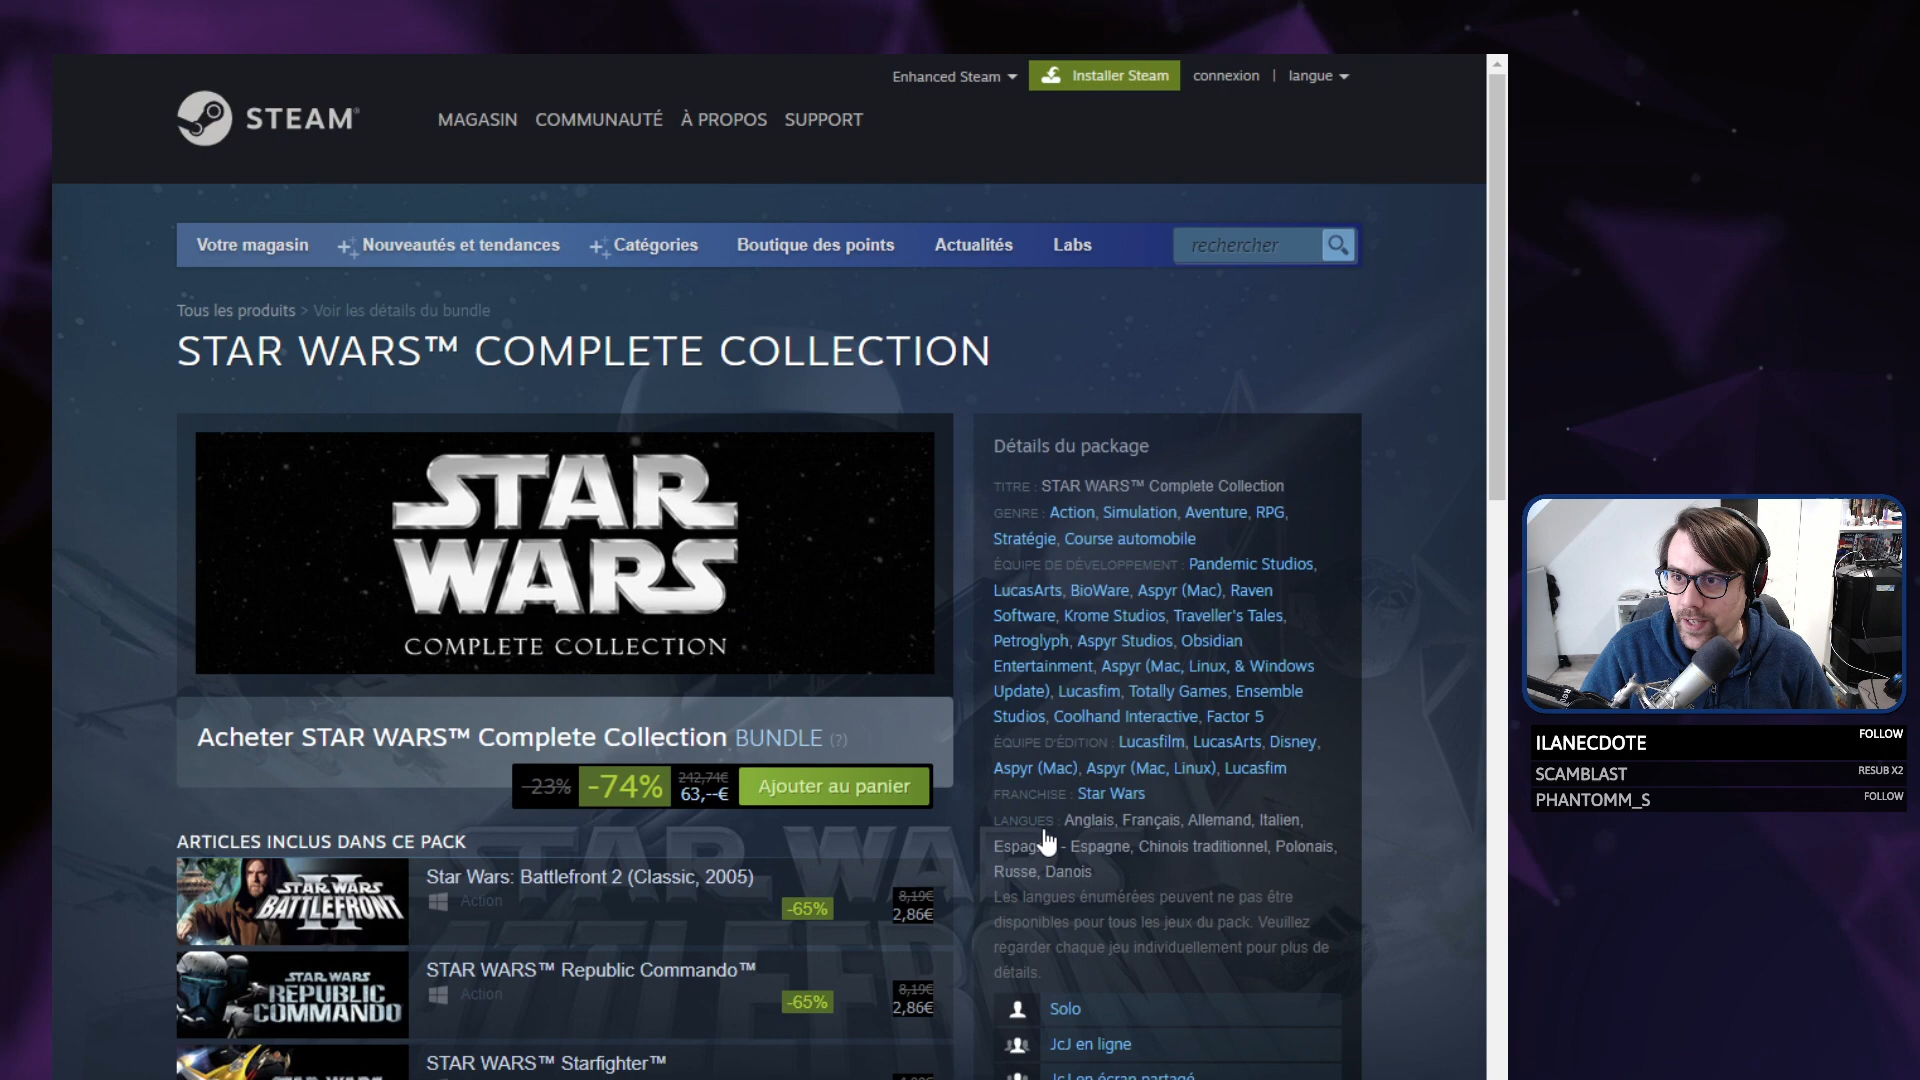 Enhanced Steam
Installer Steam
connexion | langue
STEAM®
MAGASIN COMMUNAUTÉ À PROPOS SUPPORT
Votre magasin Nouveautés et tendances Catégories Boutique des points Actualités Labs rechercher
Tous les produits > Voir les détails du bundle
STAR WARS™ COMPLETE COLLECTION
STAR
WARS
COMPLETE COLLECTION
Acheter STAR WARS™ Complete Collection BUNDLE (?)
-23% -74% 242,74€ 63,--€ Ajouter au panier
ARTICLES INCLUS DANS CE PACK
STAR WARS BATTLEFRONT II
Star Wars: Battlefront 2 (Classic, 2005)
Action
-65%
8,19€
2,86€
STAR WARS REPUBLIC COMMANDO
STAR WARS™ Republic Commando™
Action
-65%
8,19€
2,86€
STAR WARS™ Starfighter™
Détails du package
TITRE : STAR WARS™ Complete Collection
GENRE : Action, Simulation, Aventure, RPG,
Stratégie, Course automobile
ÉQUIPE DE DÉVELOPPEMENT : Pandemic Studios,
LucasArts, BioWare, Aspyr (Mac), Raven
Software, Krome Studios, Traveller's Tales,
Petroglyph, Aspyr Studios, Obsidian
Entertainment, Aspyr (Mac, Linux, & Windows
Update), Lucasfim, Totally Games, Ensemble
Studios, Coolhand Interactive, Factor 5
ÉQUIPE D'ÉDITION : Lucasfilm, LucasArts, Disney,
Aspyr (Mac), Aspyr (Mac, Linux), Lucasfim
FRANCHISE : Star Wars
LANGUES : Anglais, Français, Allemand, Italien,
- Espagne, Chinois traditionnel, Polonais,
Russe, Danois
Les langues énumérées peuvent ne pas être
disponibles pour tous les jeux du pack. Veuillez
regarder chaque jeu individuellement pour plus de
détails.
Solo
JcJ en ligne
JcJ en écran partagé
ILANECDOTE FOLLOW
SCAMBLAST RESUB X2
PHANTOMM_S FOLLOW